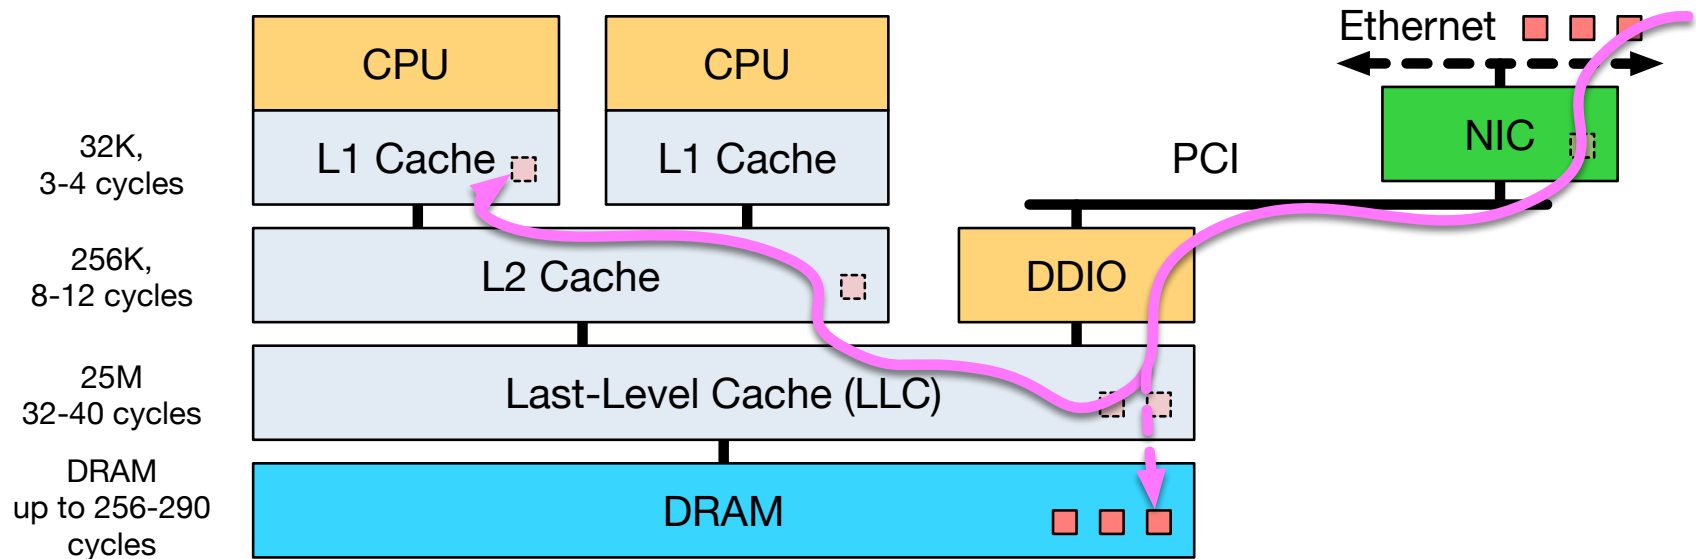 Ethernet
CPU
CPU
NIC
32K,
3-4 cycles
L1 Cache
L1 Cache
PCI
256K,
8-12 cycles
L2 Cache
DDIO
25M
32-40 cycles
Last-Level Cache (LLC)
DRAM
up to 256-290
cycles
DRAM